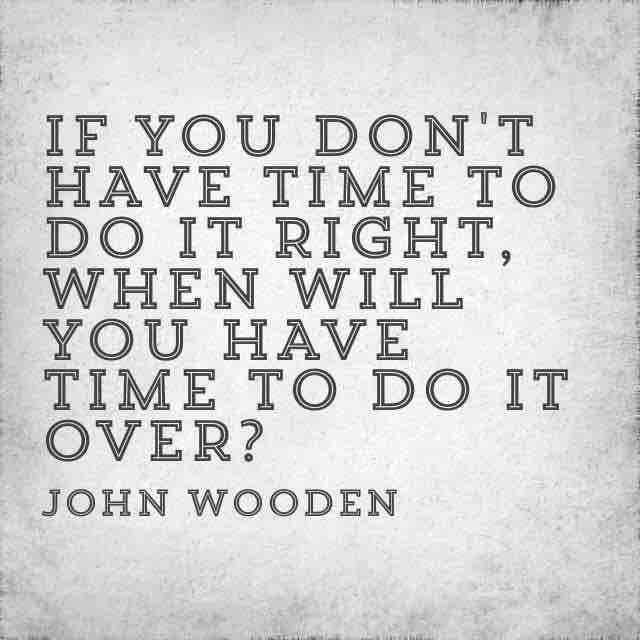 IF YOU DON'T
HAVE TIME TO
DO IT RIGHT,
WHEN WILL
YOU HAVE
TIME TO DO IT
OVER?
JOHN WOODEN